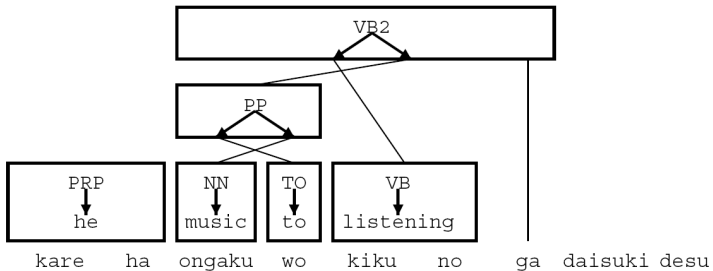 VB2
PP
PRP NN TO VB
he music to listening
kare ha ongaku wo kiku no ga daisuki desu